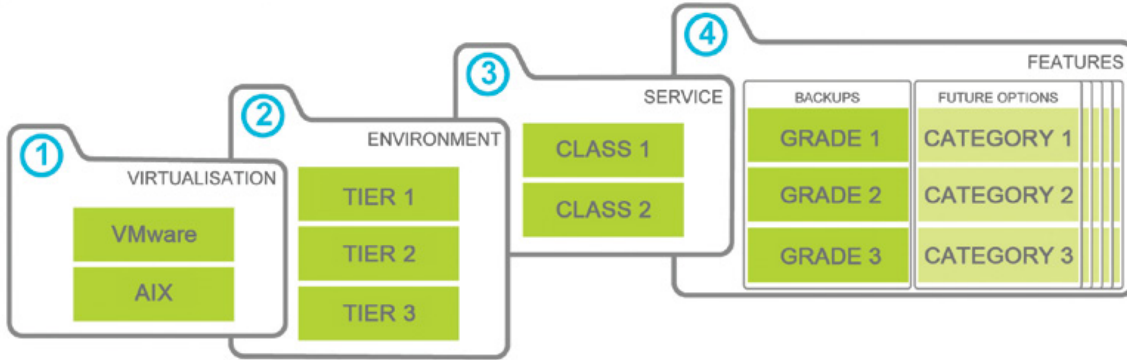 1
VIRTUALISATION
VMware
AIX
2
ENVIRONMENT
TIER 1
TIER 2
TIER 3
3
SERVICE
CLASS 1
CLASS 2
4
FEATURES
BACKUPS
GRADE 1
GRADE 2
GRADE 3
FUTURE OPTIONS
CATEGORY 1
CATEGORY 2
CATEGORY 3